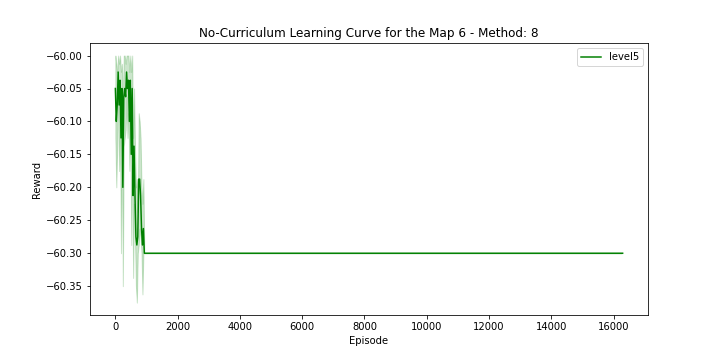 No-Curriculum Learning Curve for the Map 6 - Method: 8
level5
Reward
−60.00
−60.05
−60.10
−60.15
−60.20
−60.25
−60.30
−60.35
0 2000 4000 6000 8000 10000 12000 14000 16000
Episode